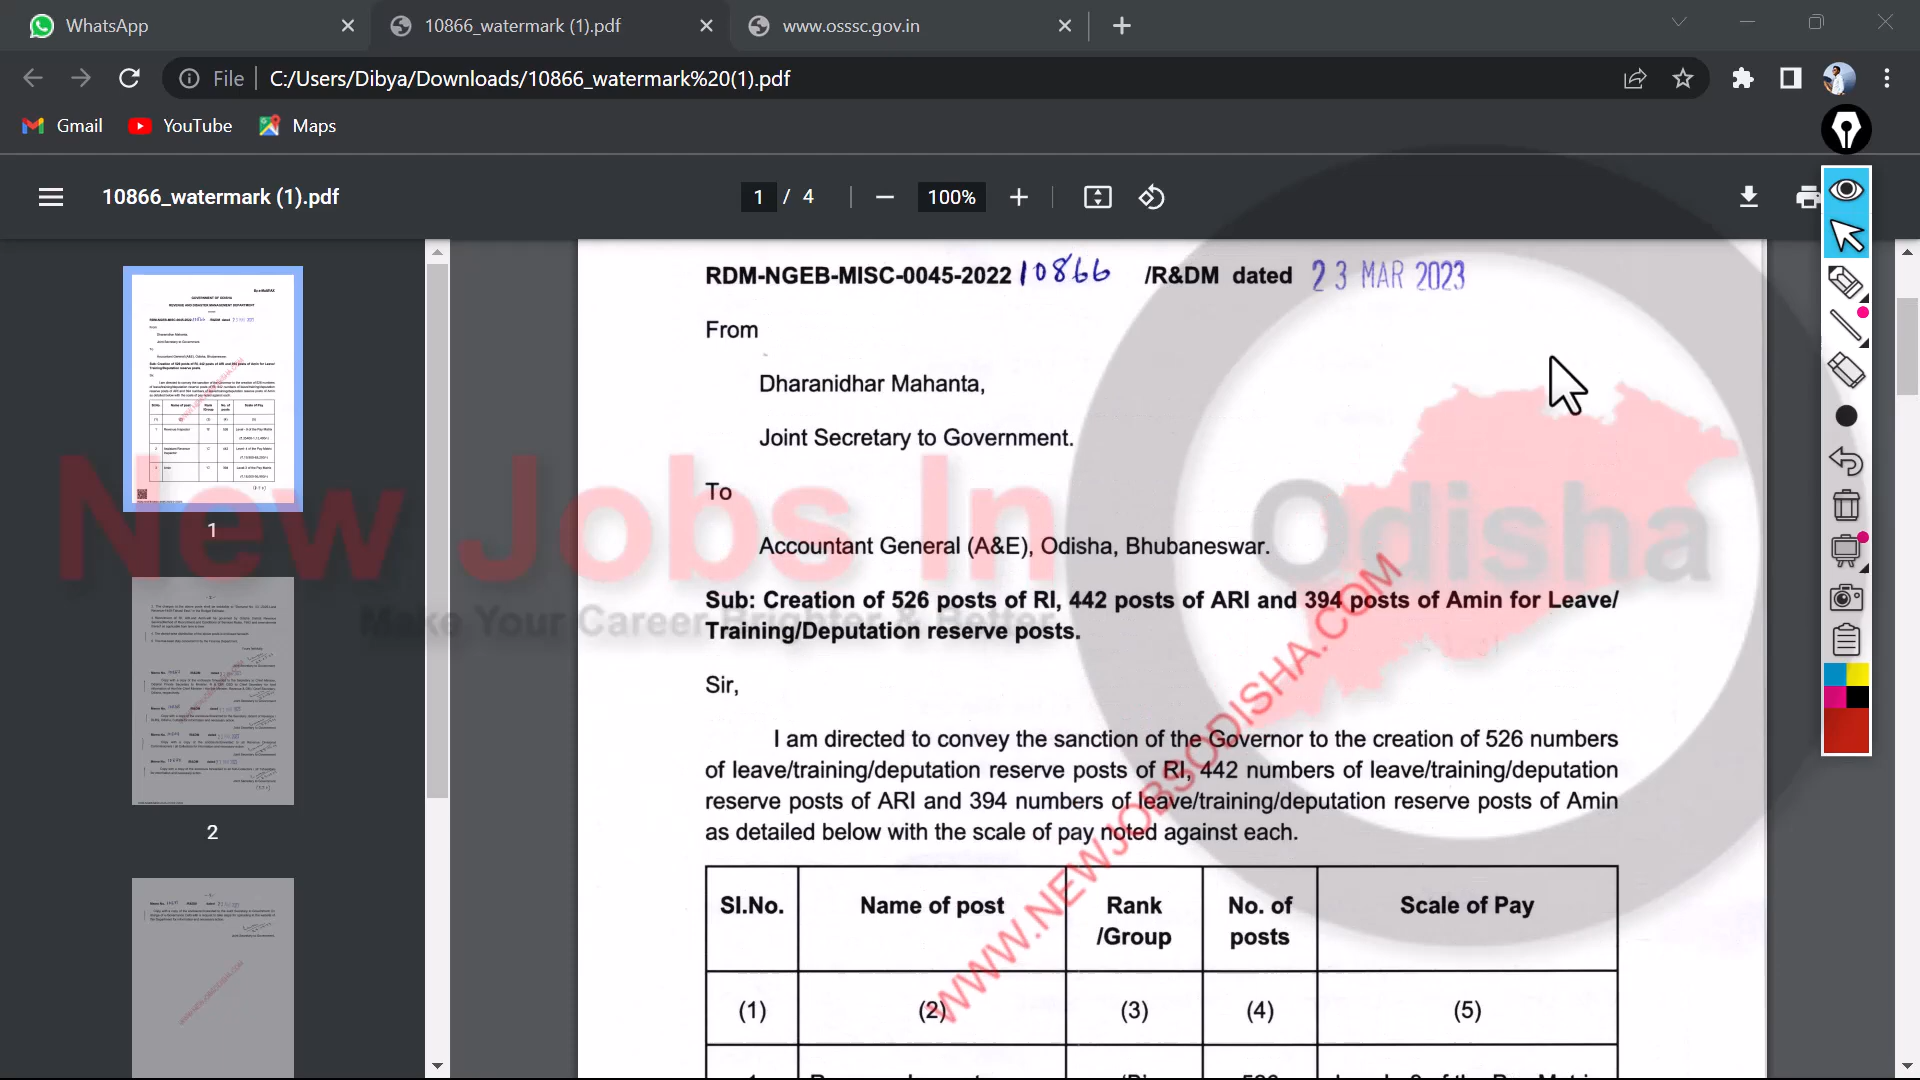 WhatsApp
10866_watermark (1).pdf
www.osssc.gov.in
File
C:/Users/Dibya/Downloads/10866_watermark%20(1).pdf
Gmail
YouTube
Maps
10866_watermark (1).pdf
1 / 4
100%
RDM-NGEB-MISC-0045-2022 10866 /R&DM dated 23 MAR 2023
From
Dharanidhar Mahanta,
Joint Secretary to Government.
To
Accountant General (A&E), Odisha, Bhubaneswar.
Sub: Creation of 526 posts of RI, 442 posts of ARI and 394 posts of Amin for Leave/
Training/Deputation reserve posts.
Sir,
I am directed to convey the sanction of the Governor to the creation of 526 numbers
of leave/training/deputation reserve posts of RI, 442 numbers of leave/training/deputation
reserve posts of ARI and 394 numbers of leave/training/deputation reserve posts of Amin
as detailed below with the scale of pay noted against each.
Sl.No. Name of post Rank /Group No. of posts Scale of Pay
(1) (2) (3) (4) (5)
New Jobs In Odisha
Make Your Career Brighter & Better
WWW.NEWJOBSODISHA.COM
1
2